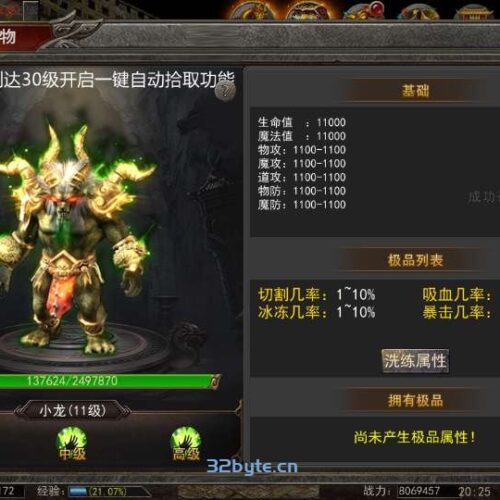 物
达30级开启一键自动拾取功能
?
137624/2497870
小龙(11级)
中级
高级
基础
生命值 ：11000
魔法值 ：11000
物攻：1100-1100
魔攻：1100-1100
道攻：1100-1100
物防：1100-1100
魔防：1100-1100
成功
极品列表
切割几率：1~10% 吸血几率：
冰冻几率：1~10% 暴击几率：
洗练属性
拥有极品
尚未产生极品属性！
32byte.cn
172 经验： (21.07%) 战力： 8069457 20:25